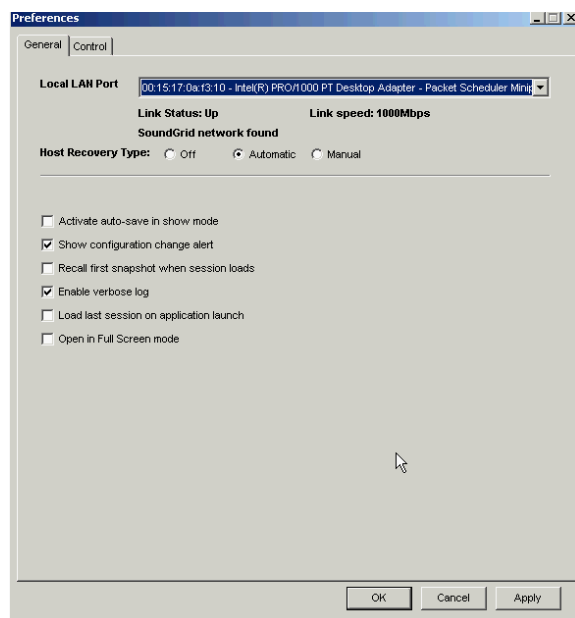 Preferences
General Control
Local LAN Port 00:15:17:0a:f3:10 - Intel(R) PRO/1000 PT Desktop Adapter - Packet Scheduler Minip
Link Status: Up Link speed: 1000Mbps
SoundGrid network found
Host Recovery Type: Off Automatic Manual
Activate auto-save in show mode
Show configuration change alert
Recall first snapshot when session loads
Enable verbose log
Load last session on application launch
Open in Full Screen mode
OK Cancel Apply